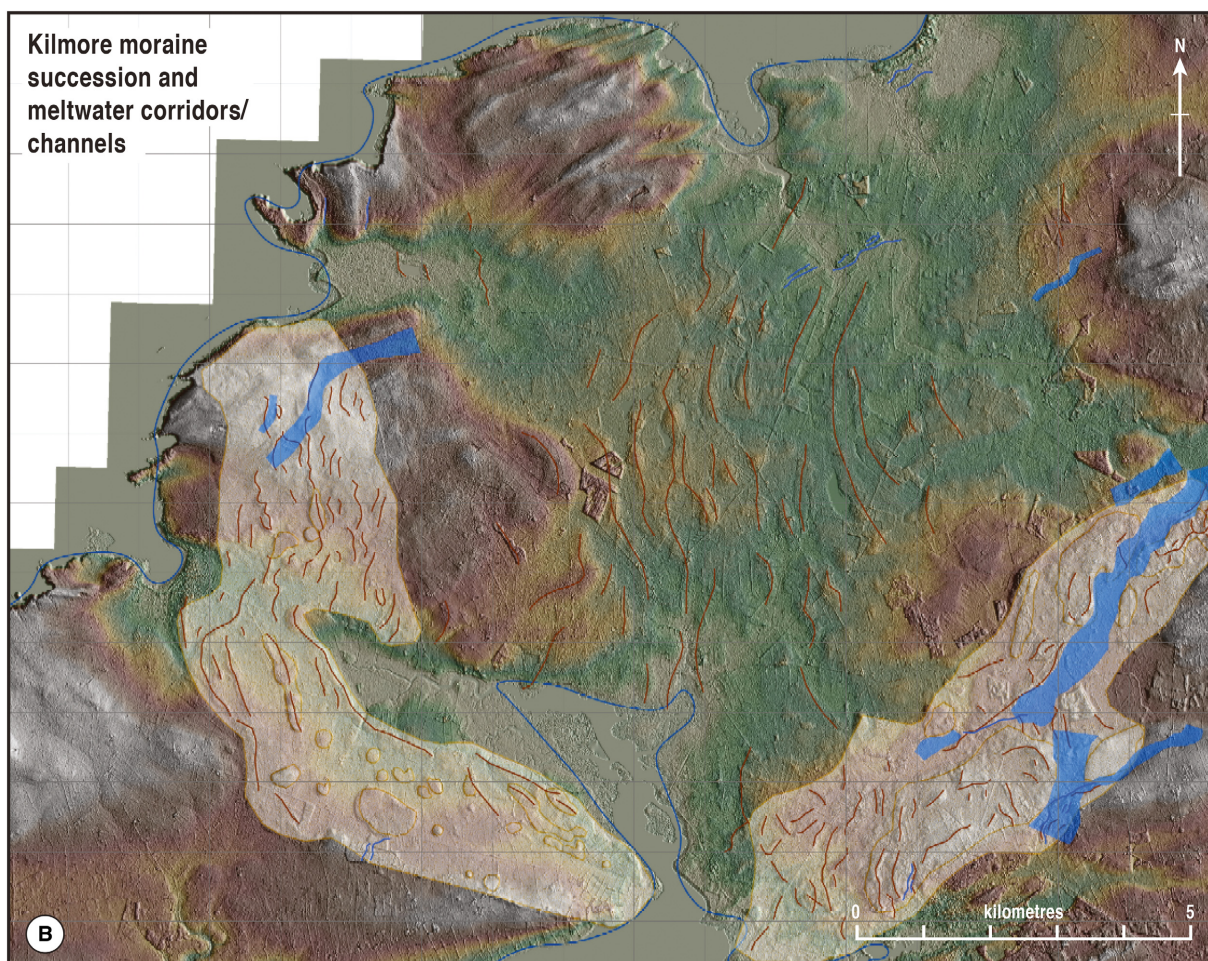 Kilmore moraine
succession and
meltwater corridors/
channels
N
B
0 kilometres 5